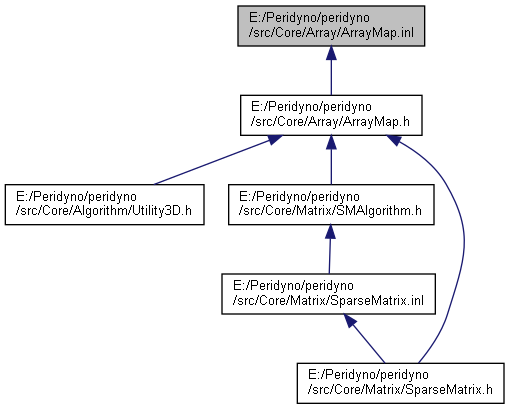 E:/Peridyno/peridyno
/src/Core/Array/ArrayMap.inl
E:/Peridyno/peridyno
/src/Core/Array/ArrayMap.h
E:/Peridyno/peridyno
/src/Core/Algorithm/Utility3D.h
E:/Peridyno/peridyno
/src/Core/Matrix/SMAlgorithm.h
E:/Peridyno/peridyno
/src/Core/Matrix/SparseMatrix.inl
E:/Peridyno/peridyno
/src/Core/Matrix/SparseMatrix.h